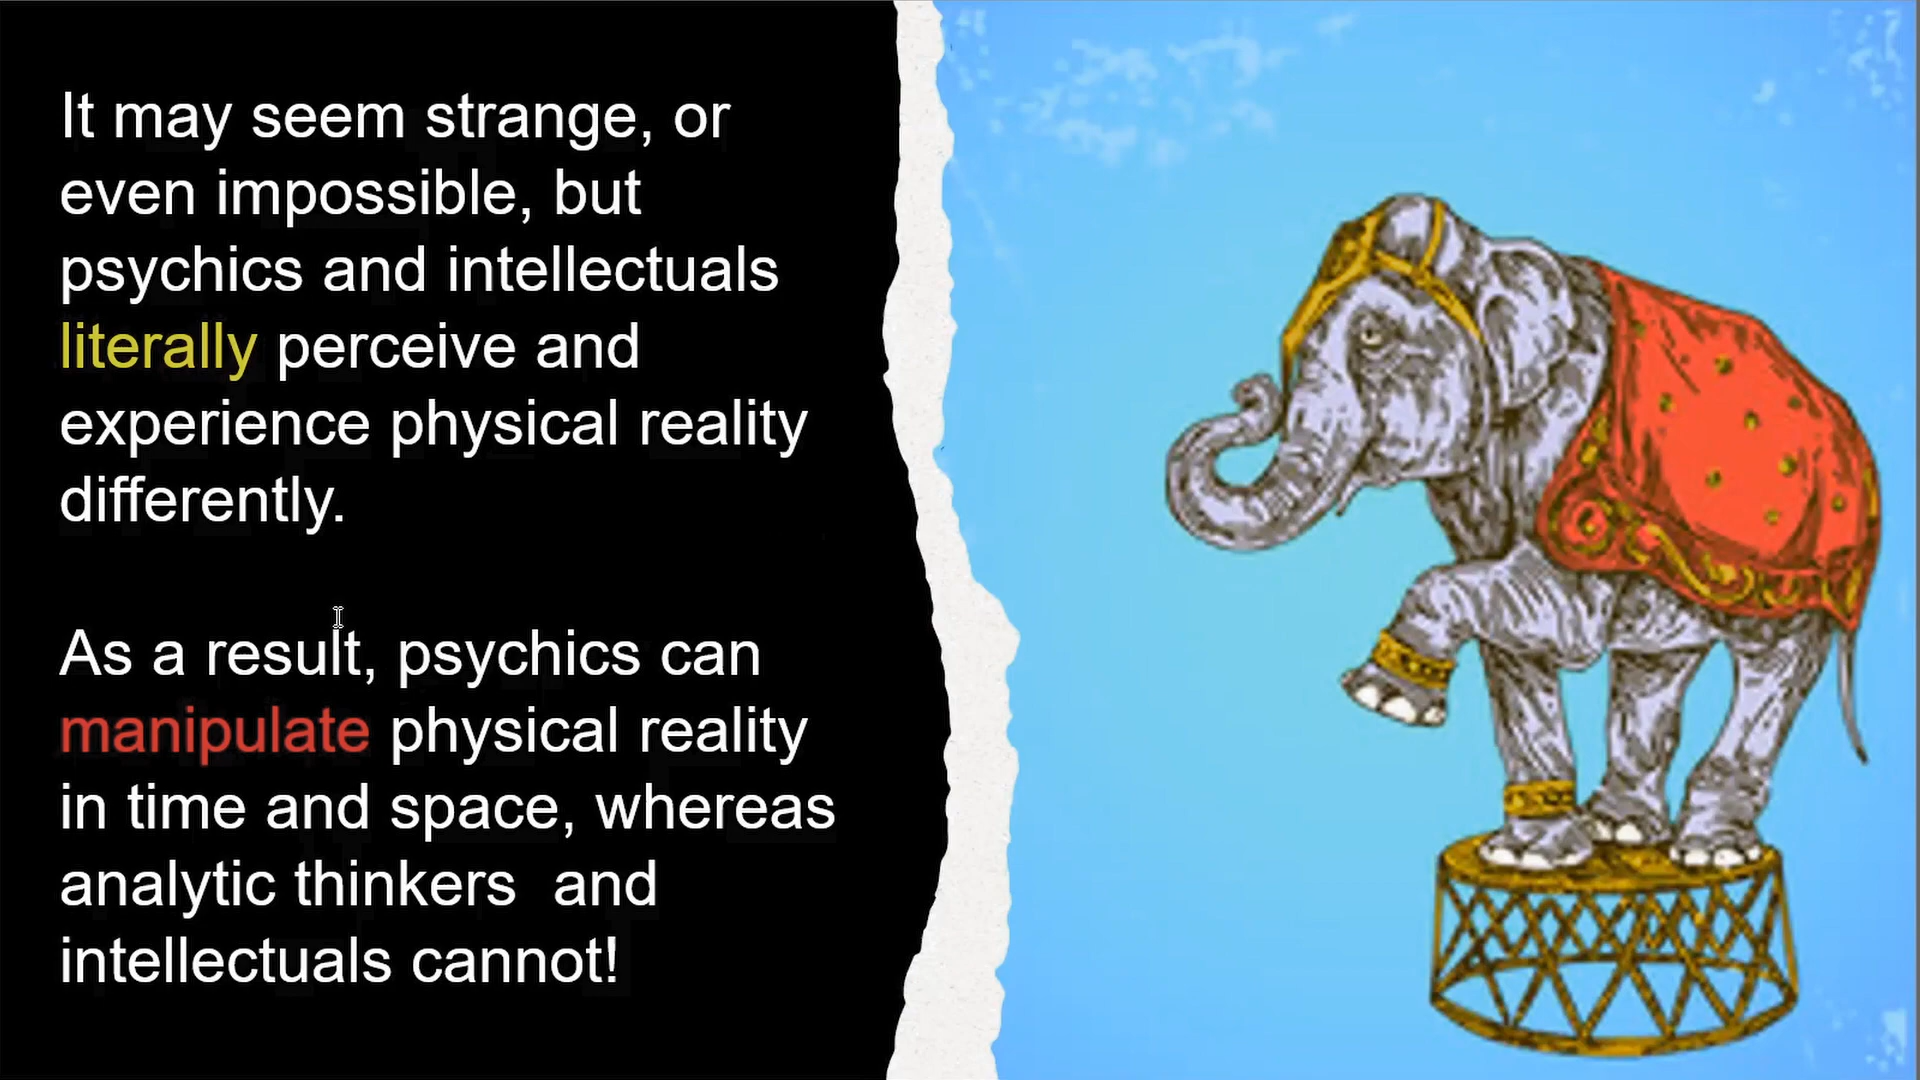 It may seem strange, or
even impossible, but
psychics and intellectuals
literally perceive and
experience physical reality
differently.
As a result, psychics can
manipulate physical reality
in time and space, whereas
analytic thinkers  and
intellectuals cannot!